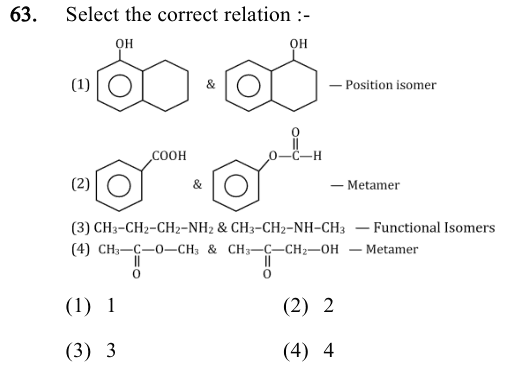 63. Select the correct relation :-
OH OH
(1) & — Position isomer
O
COOH O—C—H
(2) & — Metamer
(3) CH₃–CH₂–CH₂–NH₂ & CH₃–CH₂–NH–CH₃ — Functional Isomers
(4) CH₃—C—O—CH₃ & CH₃—C—CH₂—OH — Metamer
O O
(1) 1 (2) 2
(3) 3 (4) 4